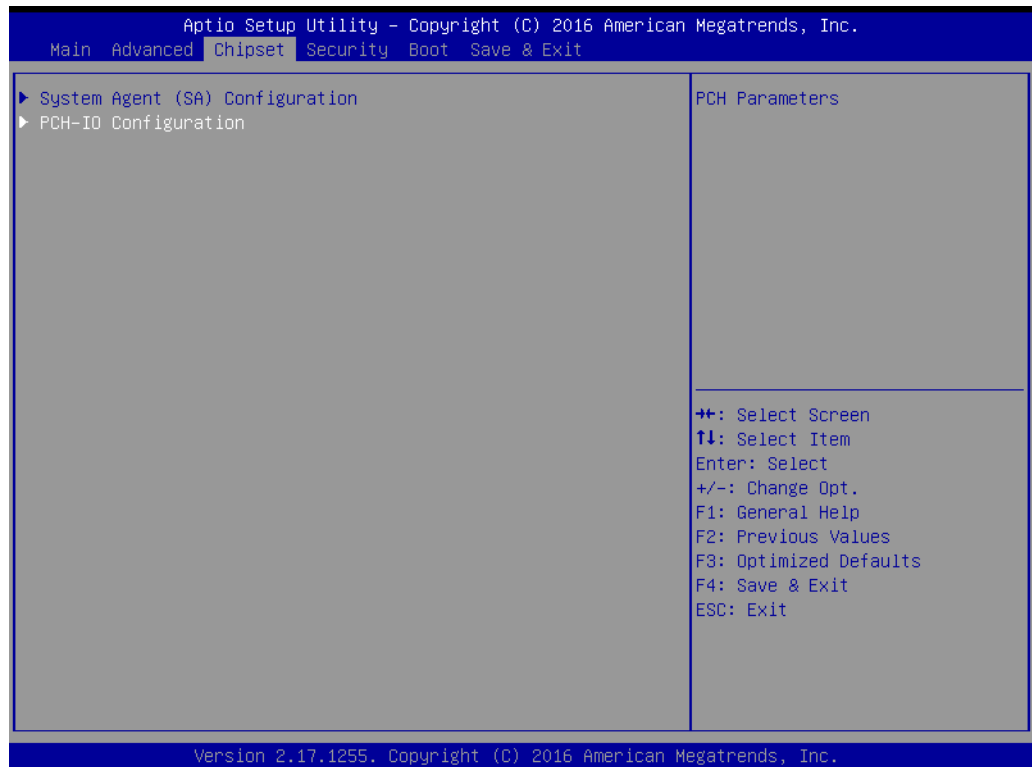 Aptio Setup Utility – Copyright (C) 2016 American Megatrends, Inc.
Main Advanced Chipset Security Boot Save & Exit
▶ System Agent (SA) Configuration
▶ PCH-IO Configuration
PCH Parameters
→←: Select Screen
↑↓: Select Item
Enter: Select
+/-: Change Opt.
F1: General Help
F2: Previous Values
F3: Optimized Defaults
F4: Save & Exit
ESC: Exit
Version 2.17.1255. Copyright (C) 2016 American Megatrends, Inc.